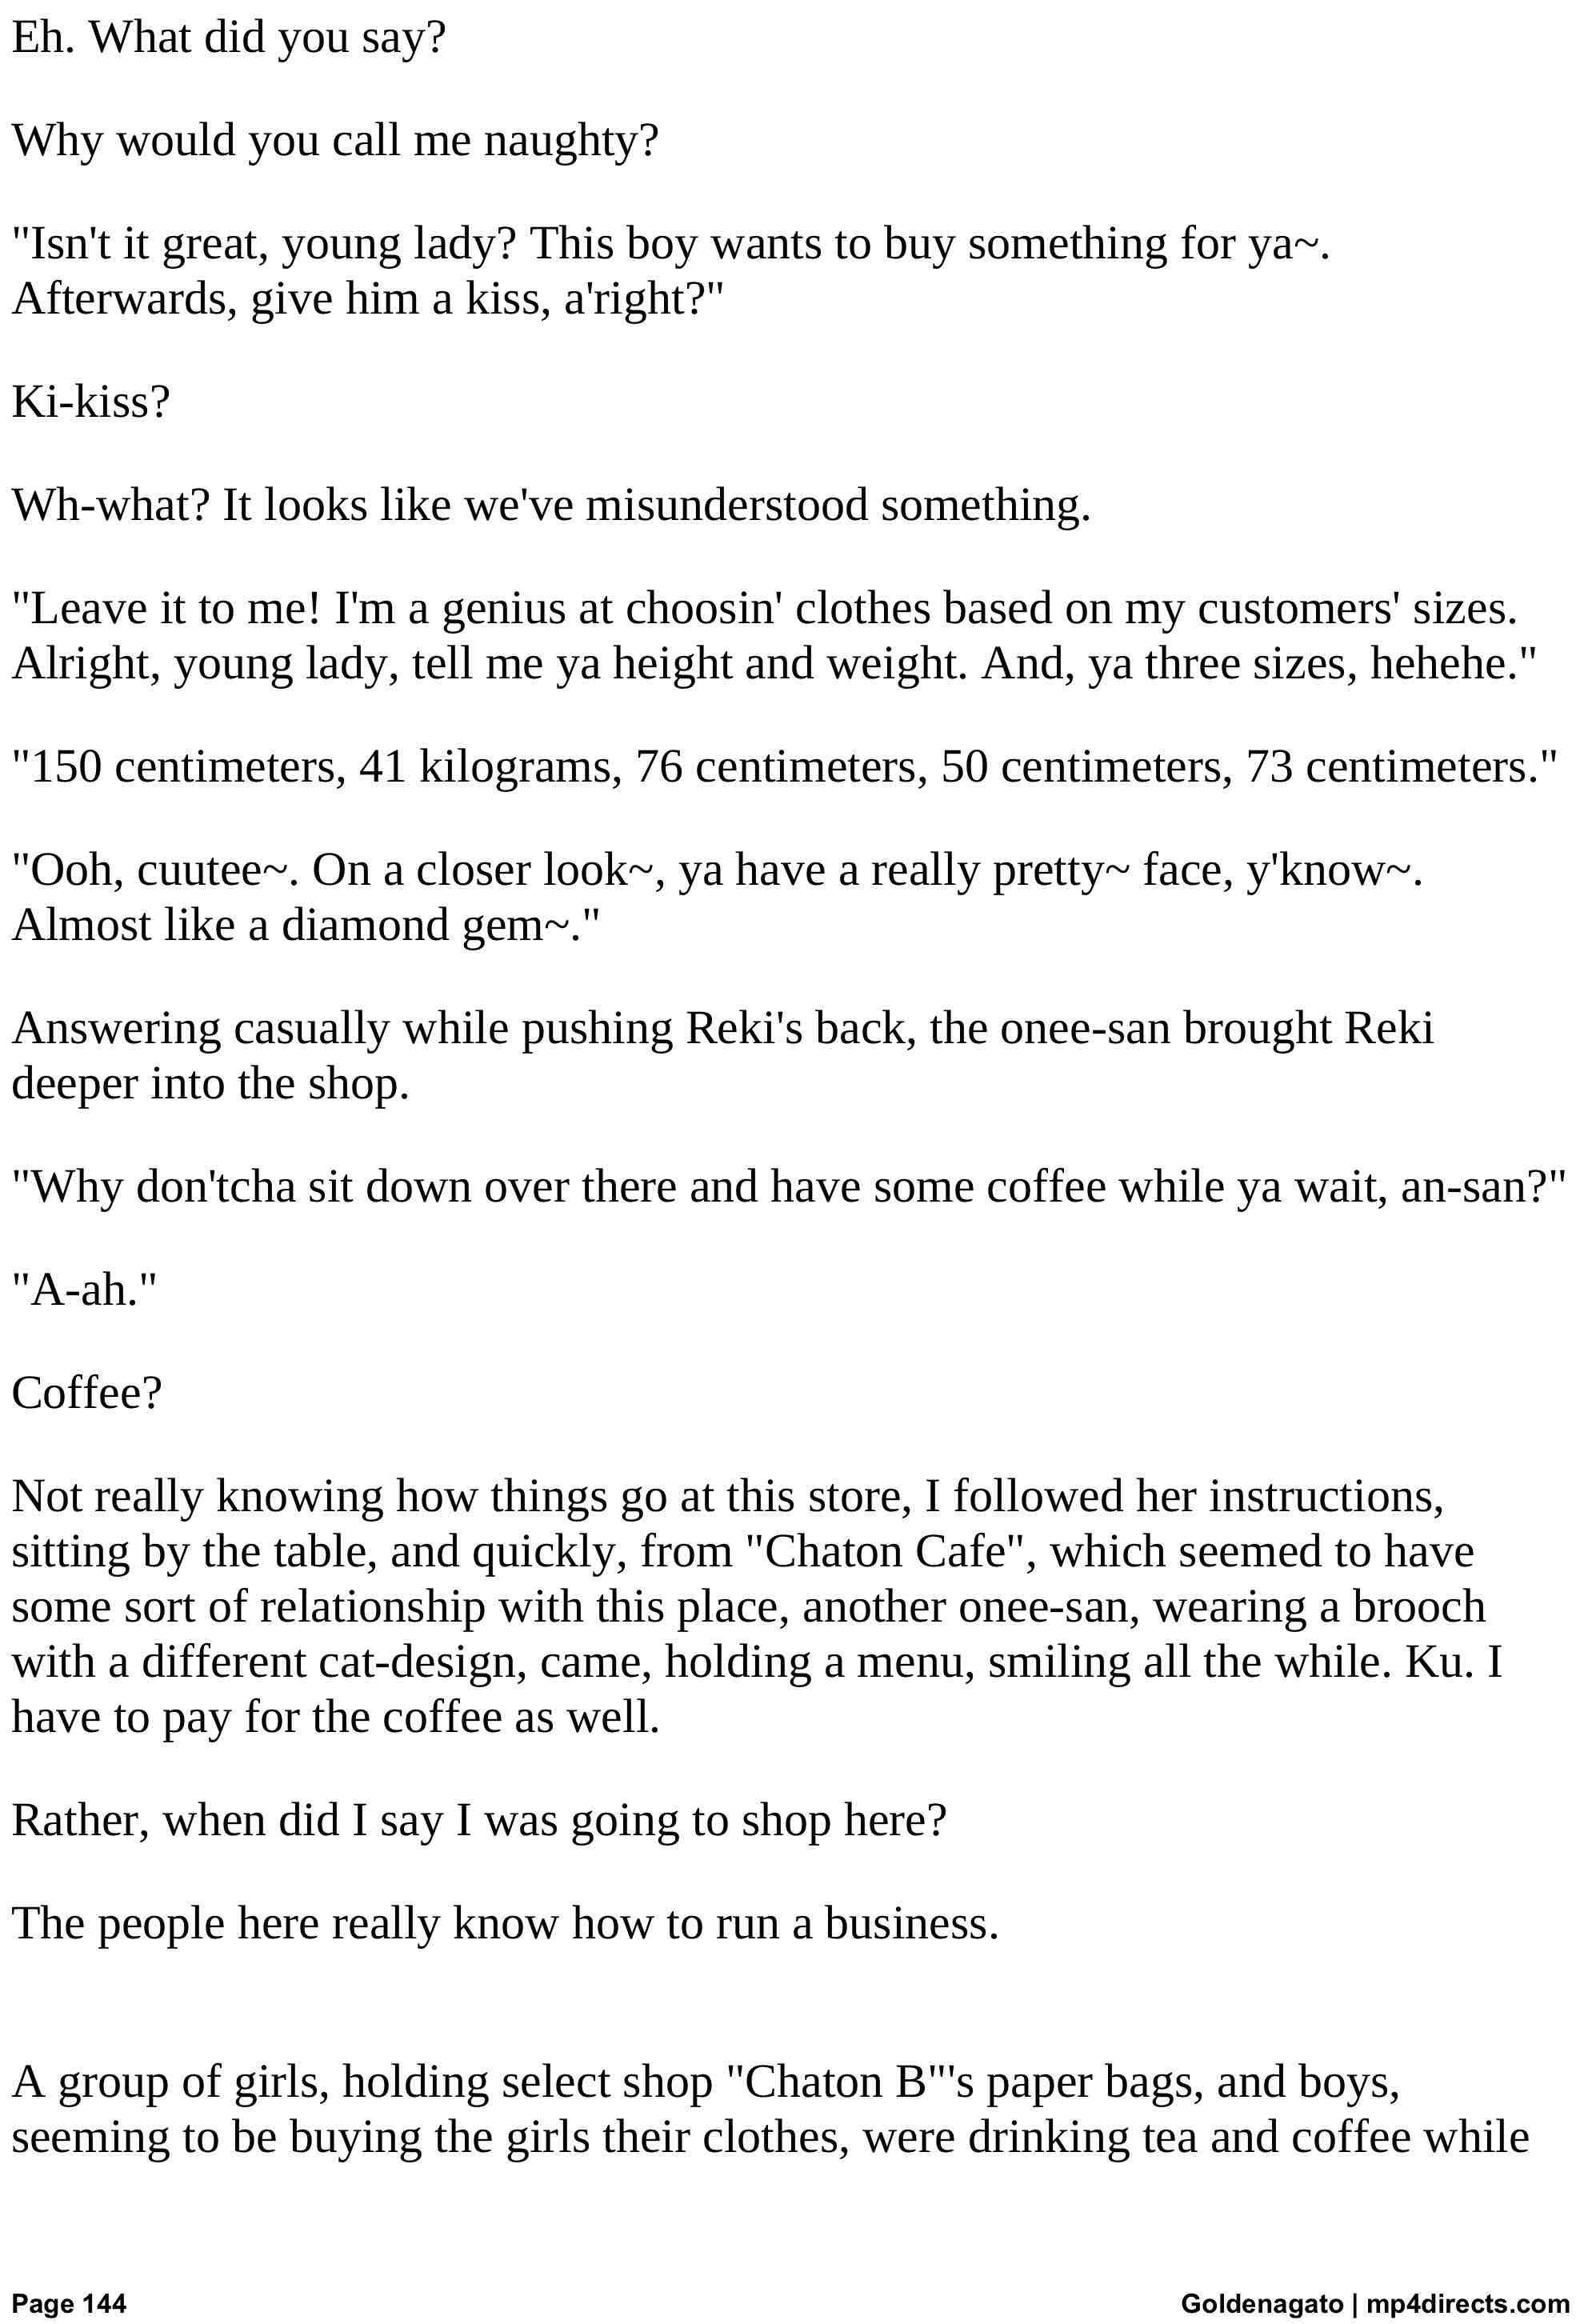 Eh. What did you say?
Why would you call me naughty?
"Isn't it great, young lady? This boy wants to buy something for ya~.
Afterwards, give him a kiss, a'right?"
Ki-kiss?
Wh-what? It looks like we've misunderstood something.
"Leave it to me! I'm a genius at choosin' clothes based on my customers' sizes.
Alright, young lady, tell me ya height and weight. And, ya three sizes, hehehe."
"150 centimeters, 41 kilograms, 76 centimeters, 50 centimeters, 73 centimeters."
"Ooh, cuutee~. On a closer look~, ya have a really pretty~ face, y'know~.
Almost like a diamond gem~."
Answering casually while pushing Reki's back, the onee-san brought Reki
deeper into the shop.
"Why don'tcha sit down over there and have some coffee while ya wait, an-san?"
"A-ah."
Coffee?
Not really knowing how things go at this store, I followed her instructions,
sitting by the table, and quickly, from "Chaton Cafe", which seemed to have
some sort of relationship with this place, another onee-san, wearing a brooch
with a different cat-design, came, holding a menu, smiling all the while. Ku. I
have to pay for the coffee as well.
Rather, when did I say I was going to shop here?
The people here really know how to run a business.
A group of girls, holding select shop "Chaton B"'s paper bags, and boys,
seeming to be buying the girls their clothes, were drinking tea and coffee while
Page 144
Goldenagato | mp4directs.com